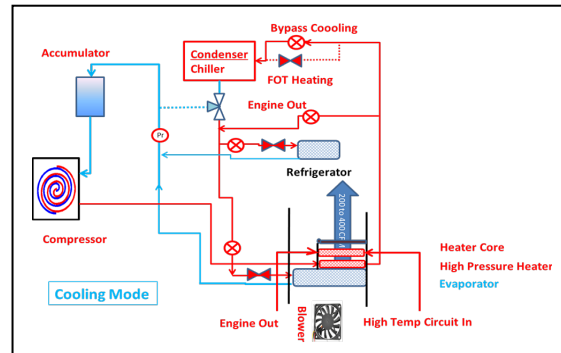 Bypass Coooling
Accumulator
Condenser
Chiller
FOT Heating
Engine Out
Pr
Refrigerator
200 to 400 CF
Compressor
Heater Core
High Pressure Heater
Evaporator
Cooling Mode
Engine Out
Blower
High Temp Circuit In